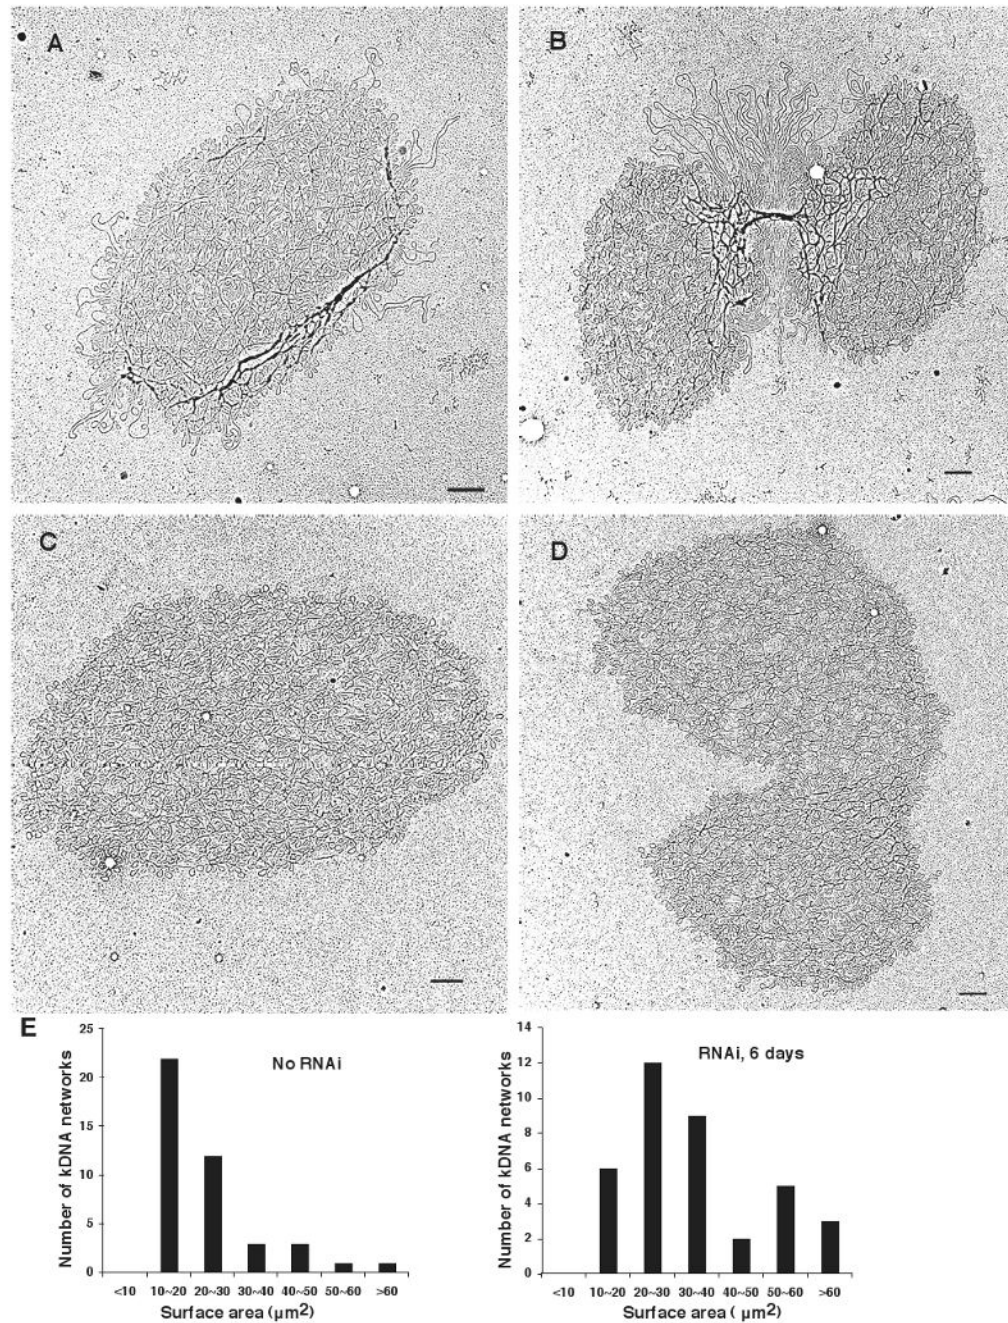 A
B
C
D
E
25
20
15
10
5
0
Number of kDNA networks
No RNAi
<10 10~20 20~30 30~40 40~50 50~60 >60
Surface area (µm2)
14
12
10
8
6
4
2
0
Number of kDNA networks
RNAi, 6 days
<10 10~20 20~30 30~40 40~50 50~60 >60
Surface area ( µm2)